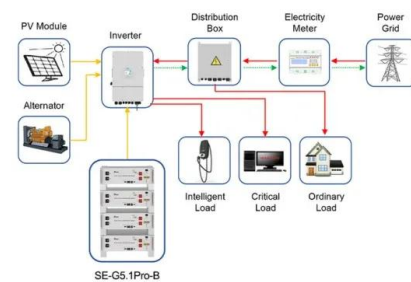 PV Module
Inverter
Distribution
Box
Electricity
Meter
Power
Grid
Alternator
Intelligent
Load
Critical
Load
Ordinary
Load
SE-G5.1Pro-B